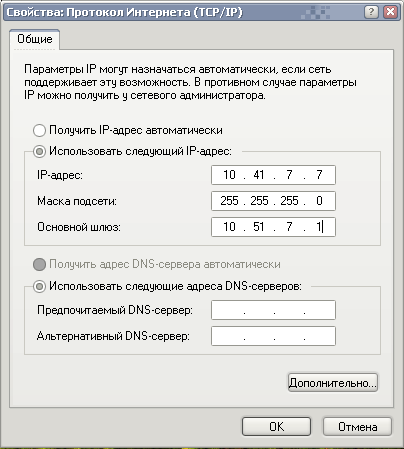 Свойства: Протокол Интернета (TCP/IP)
Общие
Параметры IP могут назначаться автоматически, если сеть
поддерживает эту возможность. В противном случае параметры
IP можно получить у сетевого администратора.
Получить IP-адрес автоматически
Использовать следующий IP-адрес:
IP-адрес: 10 . 41 . 7 . 7
Маска подсети: 255 . 255 . 255 . 0
Основной шлюз: 10 . 51 . 7 . 1
Получить адрес DNS-сервера автоматически
Использовать следующие адреса DNS-серверов:
Предпочитаемый DNS-сервер: . . .
Альтернативный DNS-сервер: . . .
Дополнительно...
OK Отмена